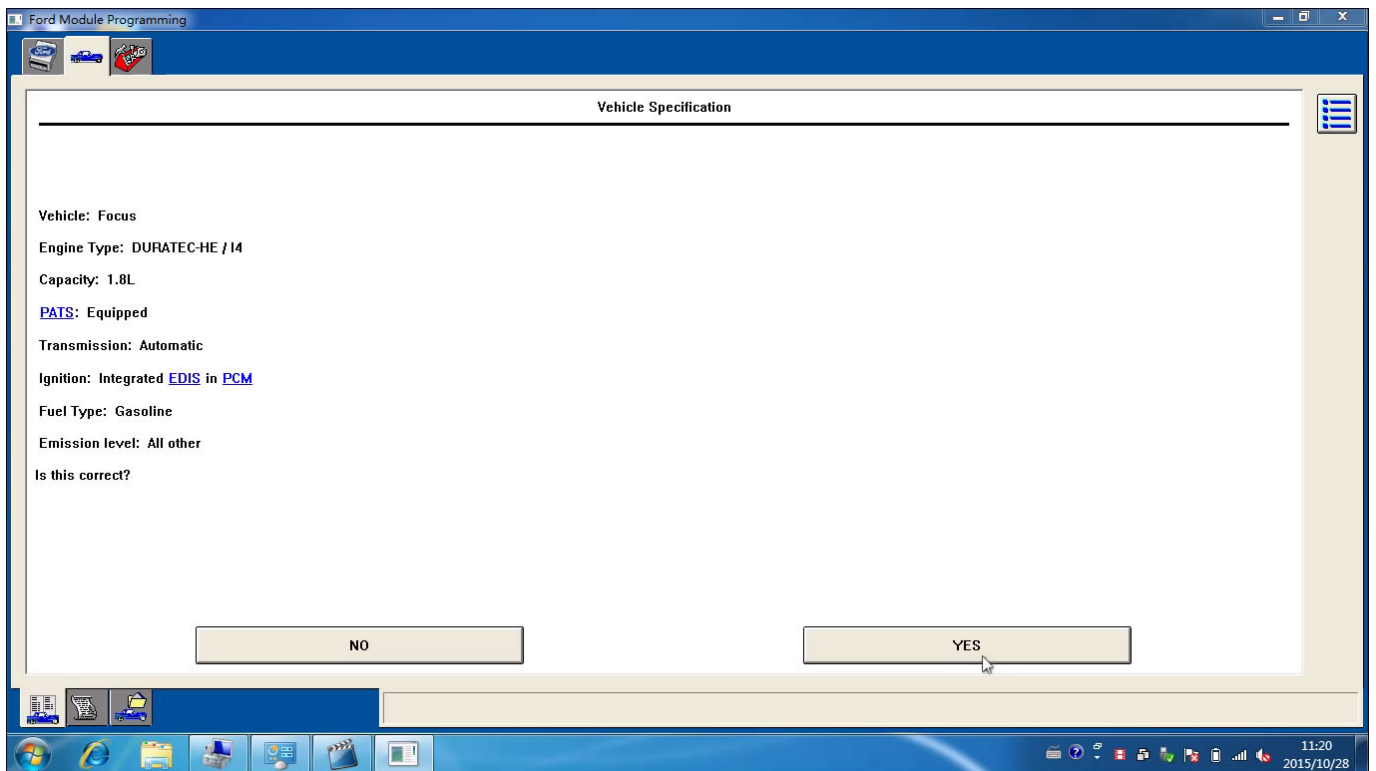 Ford Module Programming
Ford
Vehicle Specification
Vehicle: Focus
Engine Type: DURATEC-HE / I4
Capacity: 1.8L
PATS: Equipped
Transmission: Automatic
Ignition: Integrated EDIS in PCM
Fuel Type: Gasoline
Emission level: All other
Is this correct?
NO
YES
11:20
2015/10/28